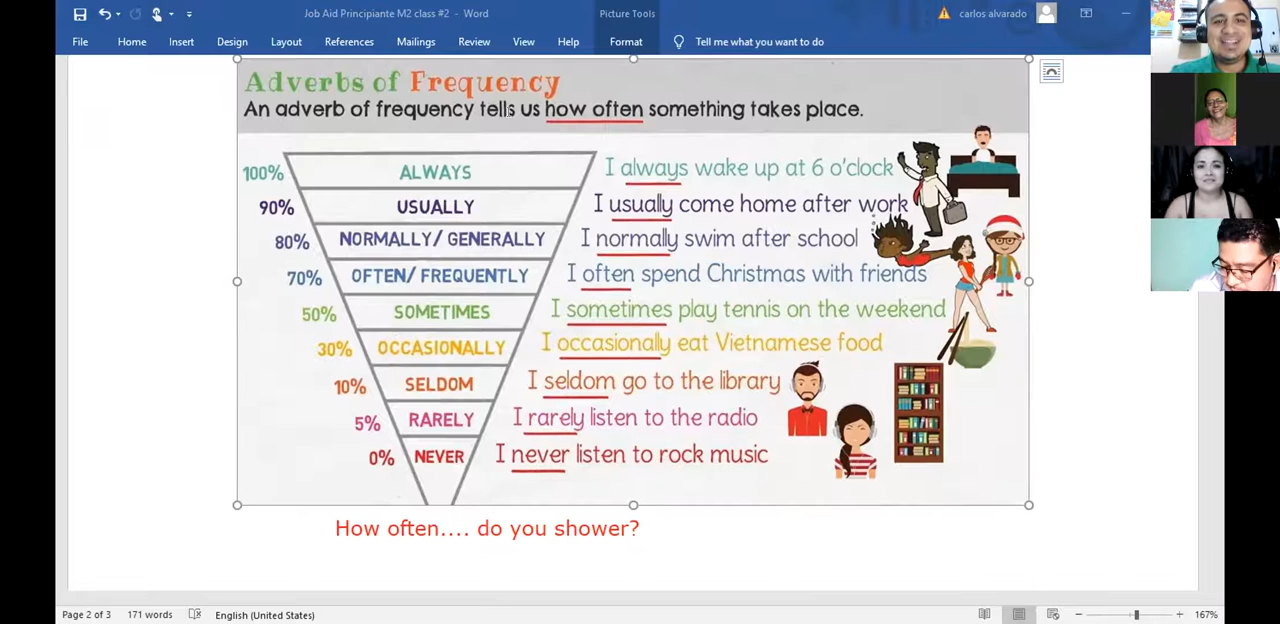 Job Aid Principiante M2 class #2 - Word
Picture Tools
carlos alvarado
File Home Insert Design Layout References Mailings Review View Help Format Tell me what you want to do
Adverbs of Frequency
An adverb of frequency tells us how often something takes place.
100% ALWAYS I always wake up at 6 o'clock
90% USUALLY I usually come home after work
80% NORMALLY/ GENERALLY I normally swim after school
70% OFTEN/ FREQUENTLY I often spend Christmas with friends
50% SOMETIMES I sometimes play tennis on the weekend
30% OCCASIONALLY I occasionally eat Vietnamese food
10% SELDOM I seldom go to the library
5% RARELY I rarely listen to the radio
0% NEVER I never listen to rock music
How often.... do you shower?
Page 2 of 3 171 words English (United States) 167%